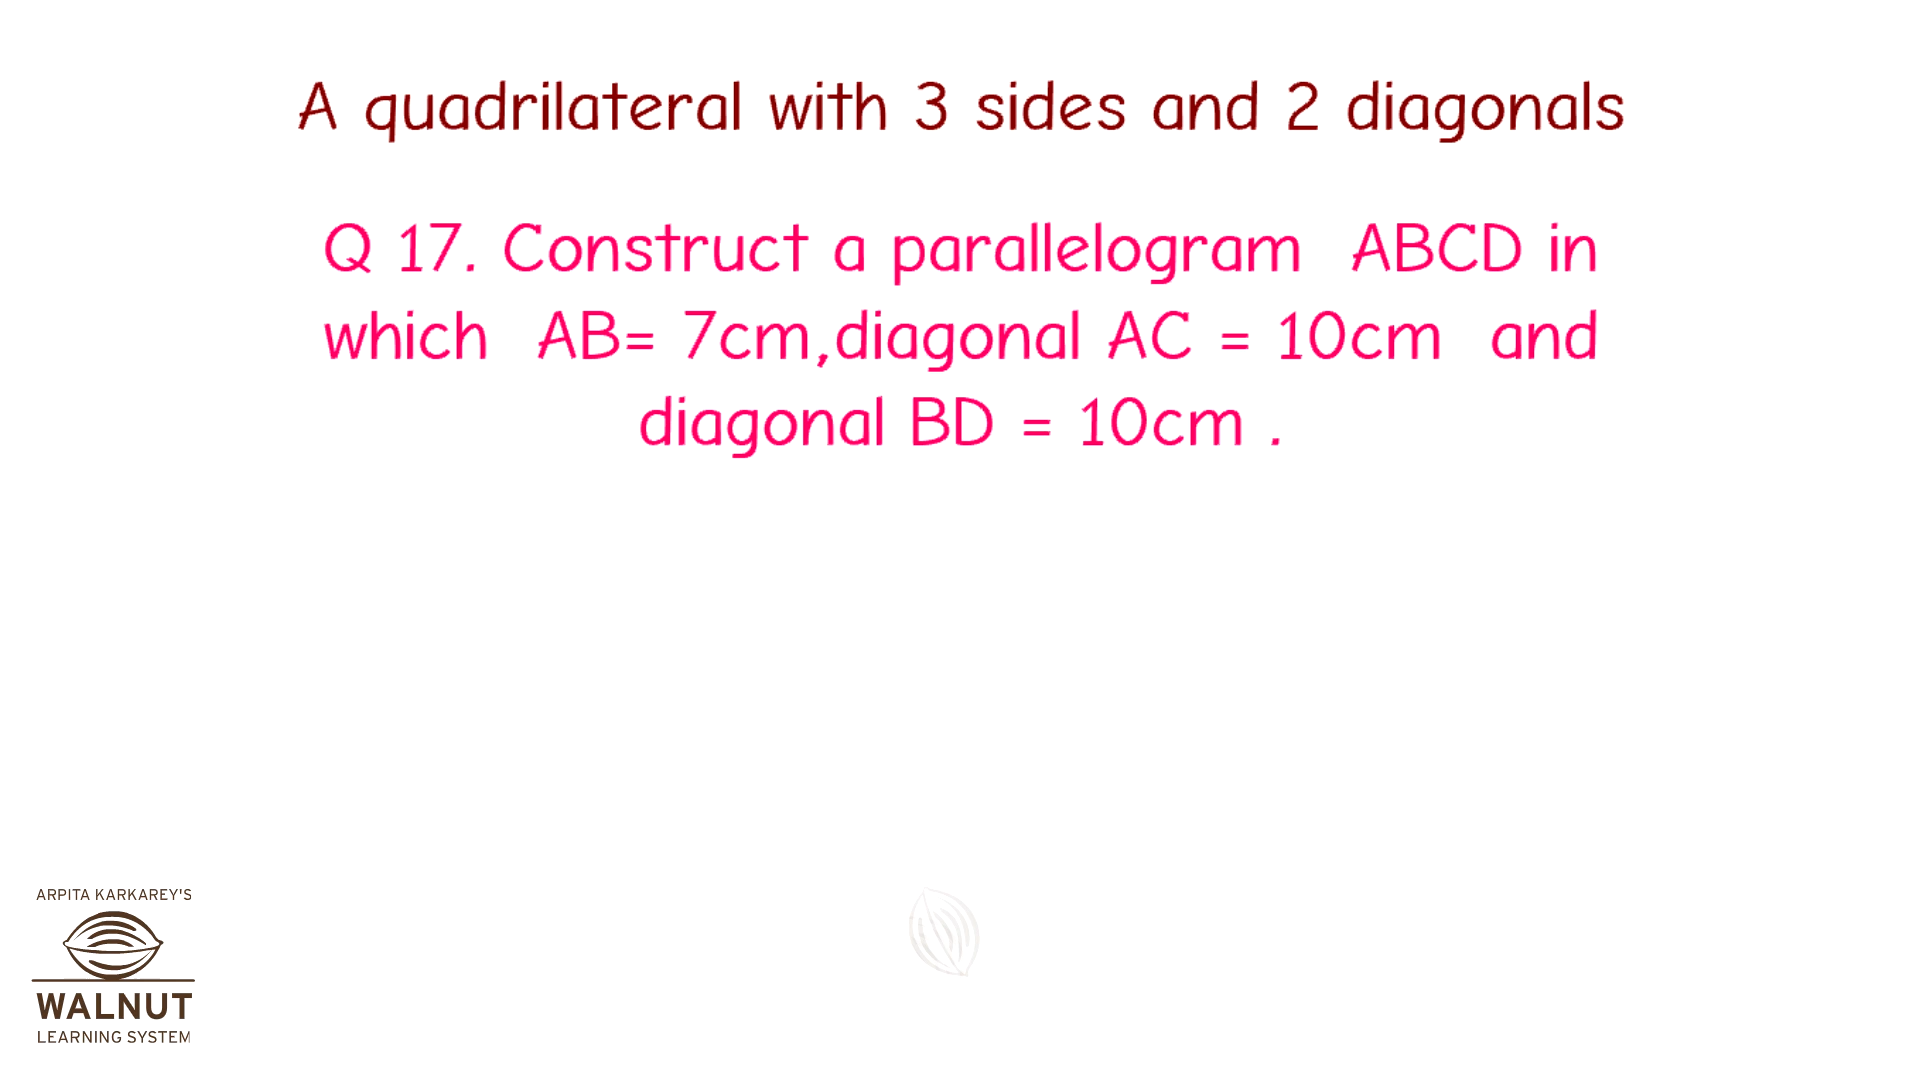 A quadrilateral with 3 sides and 2 diagonals
Q 17. Construct a parallelogram ABCD in
which AB= 7cm,diagonal AC = 10cm and
diagonal BD = 10cm .
ARPITA KARKAREY'S
WALNUT
LEARNING SYSTEM